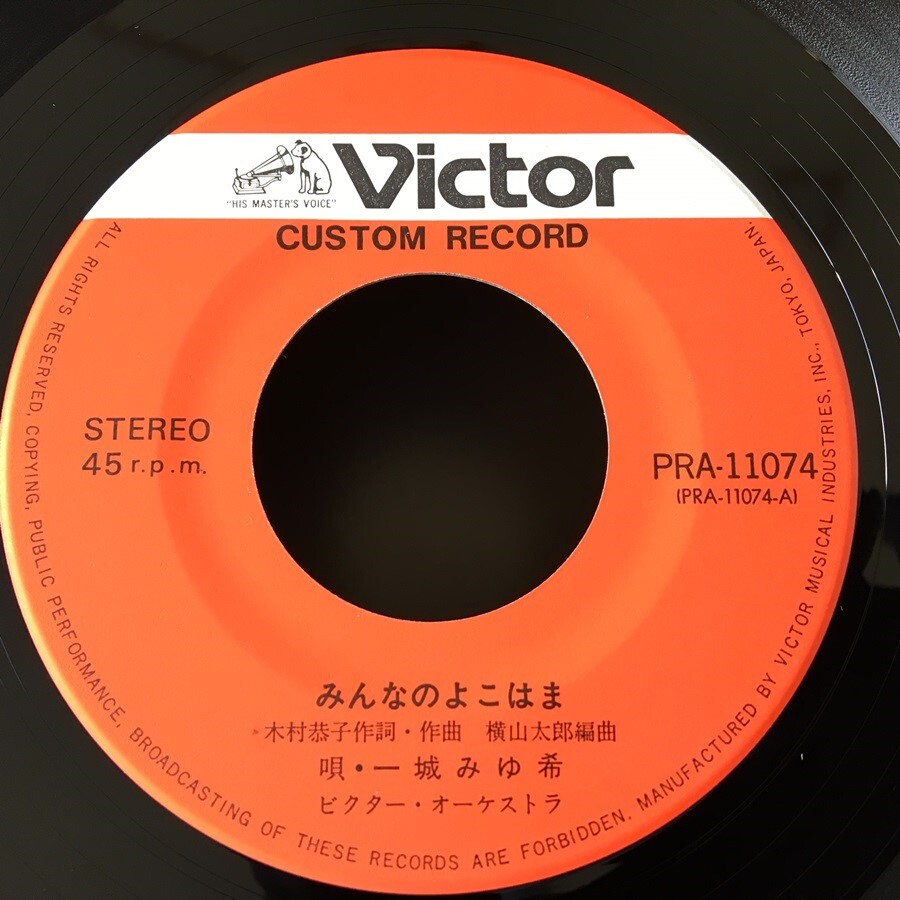 "HIS MASTER'S VOICE"
Victor
CUSTOM RECORD
STEREO
45 r.p.m.
PRA-11074
(PRA-11074-A)
みんなのよこはま
木村恭子作詞・作曲 横山太郎編曲
唄・一城みゆ希
ビクター・オーケストラ
ALL RIGHTS RESERVED, COPYING, PUBLIC PERFORMANCE, BROADCASTING OF THESE RECORDS ARE FORBIDDEN. MANUFACTURED BY VICTOR MUSICAL INDUSTRIES, INC., TOKYO, JAPAN.